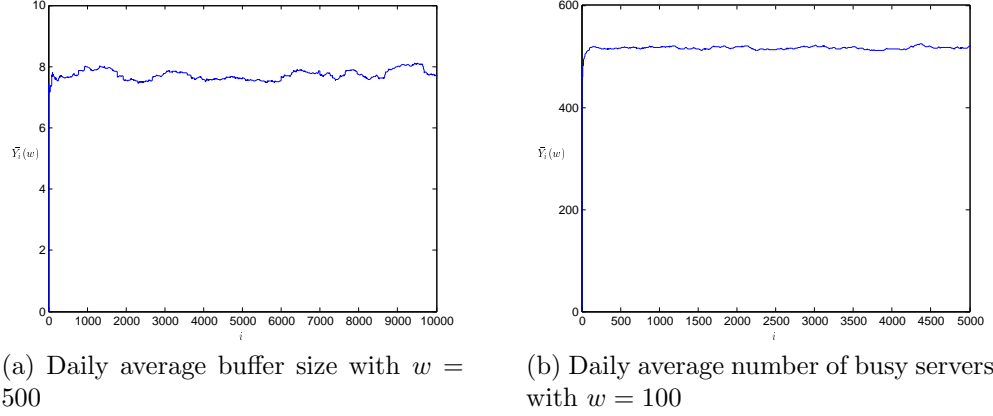 10
8
6
4
2
0
Ȳᵢ(w)
0 1000 2000 3000 4000 5000 6000 7000 8000 9000 10000
i
(a) Daily average buffer size with w =
500
600
400
200
0
Ȳᵢ(w)
0 500 1000 1500 2000 2500 3000 3500 4000 4500 5000
i
(b) Daily average number of busy servers
with w = 100